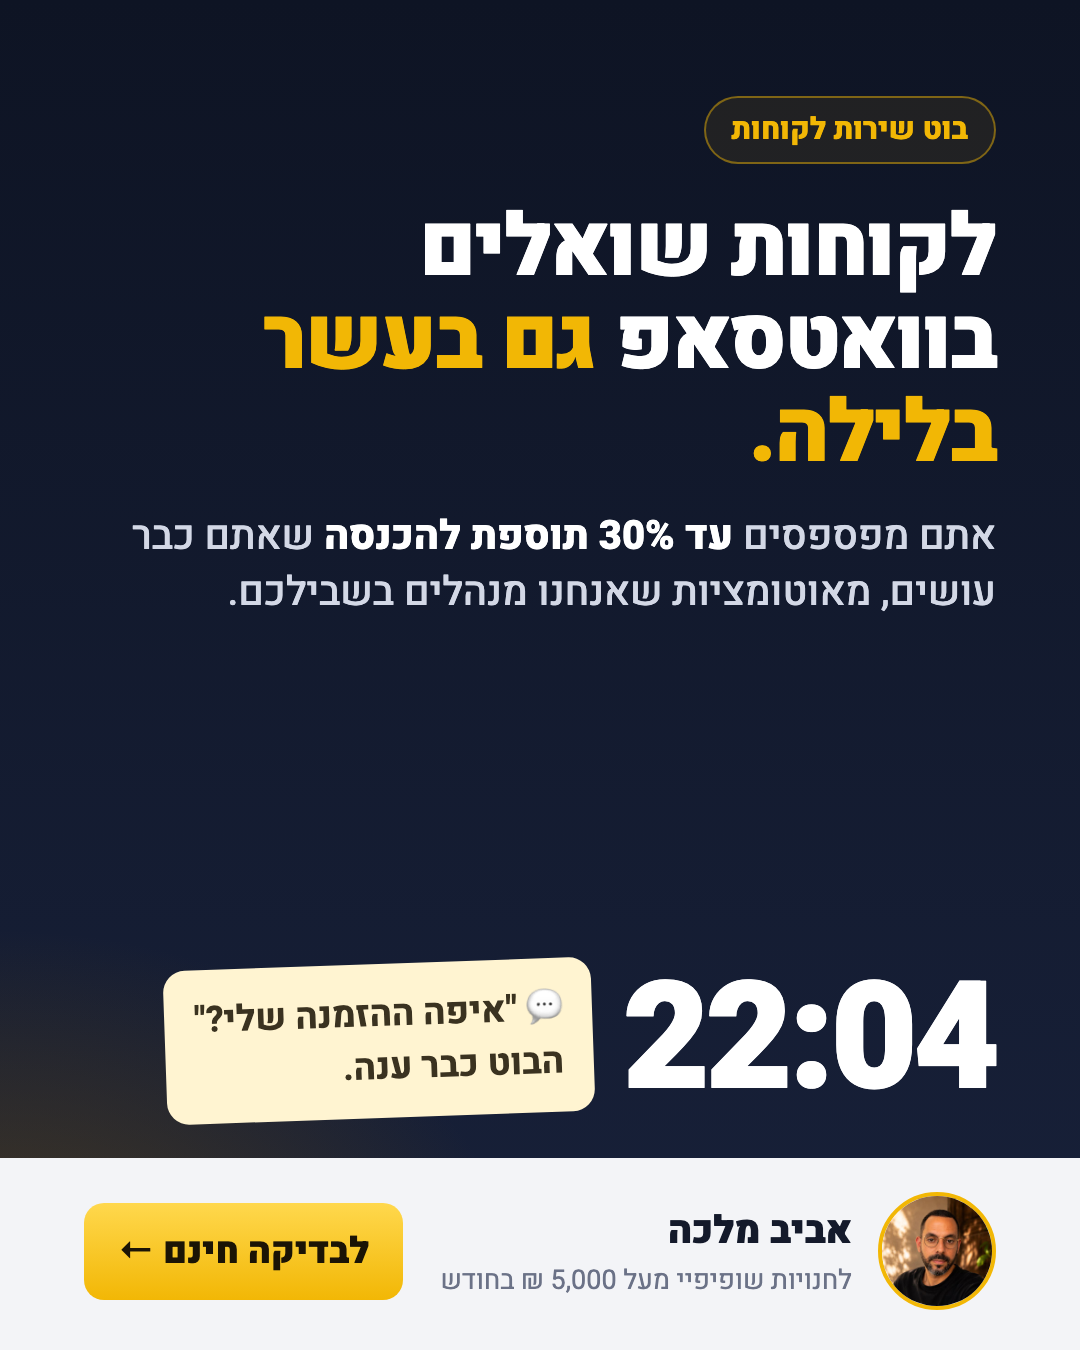 בוט שירות לקוחות
לקוחות שואלים
בוואטסאפ גם בעשר
בלילה.
אתם מפספסים עד 30% תוספת להכנסה שאתם כבר
עושים, מאוטומציות שאנחנו מנהלים בשבילכם.
22:04
💬 "איפה ההזמנה שלי?"
הבוט כבר ענה.
אביב מלכה
לחנויות שופיפיי מעל 5,000 ₪ בחודש
לבדיקה חינם ←